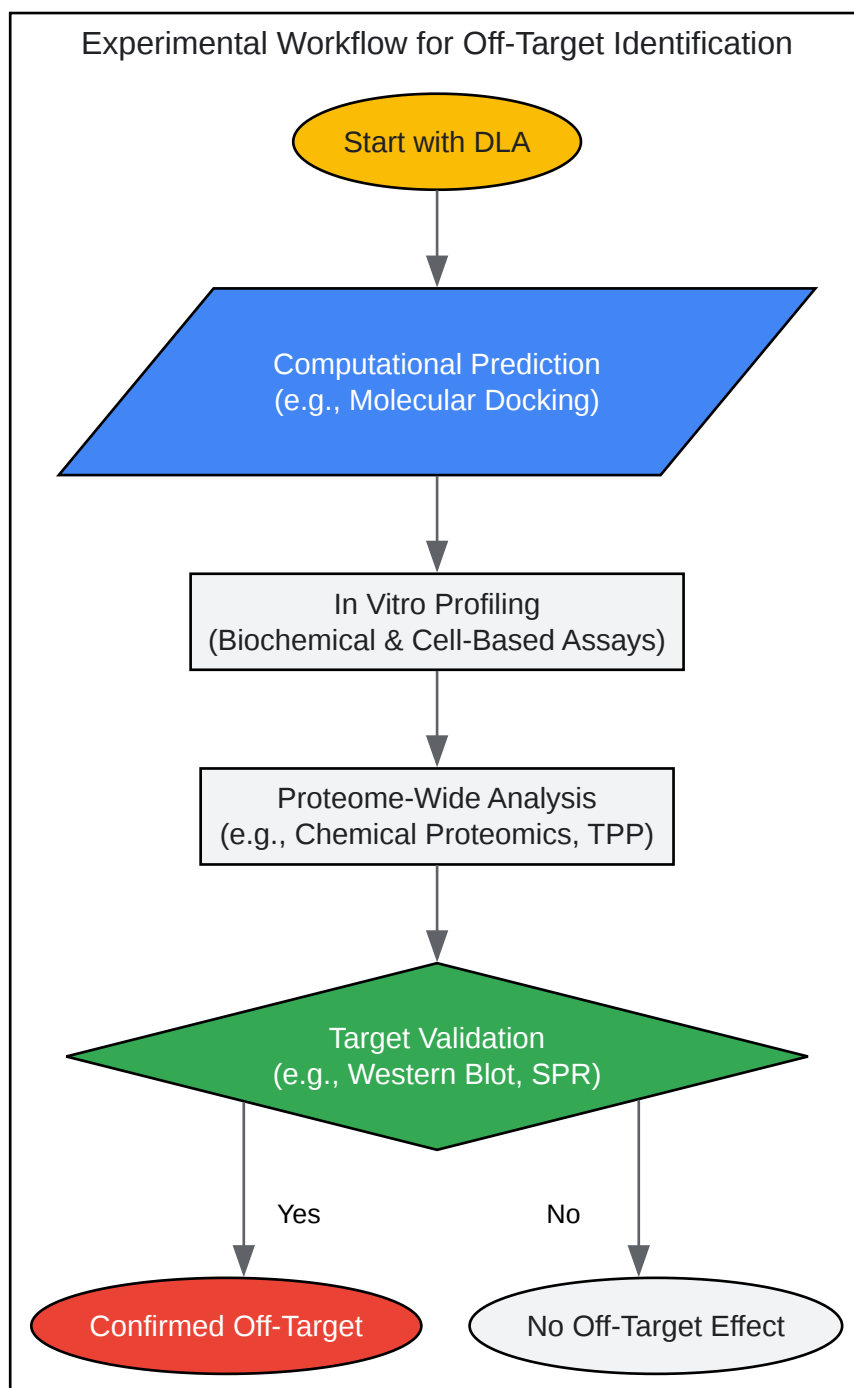 Experimental Workflow for Off-Target Identification
Start with DLA
Computational Prediction
(e.g., Molecular Docking)
In Vitro Profiling
(Biochemical & Cell-Based Assays)
Proteome-Wide Analysis
(e.g., Chemical Proteomics, TPP)
Target Validation
(e.g., Western Blot, SPR)
Yes
No
Confirmed Off-Target
No Off-Target Effect